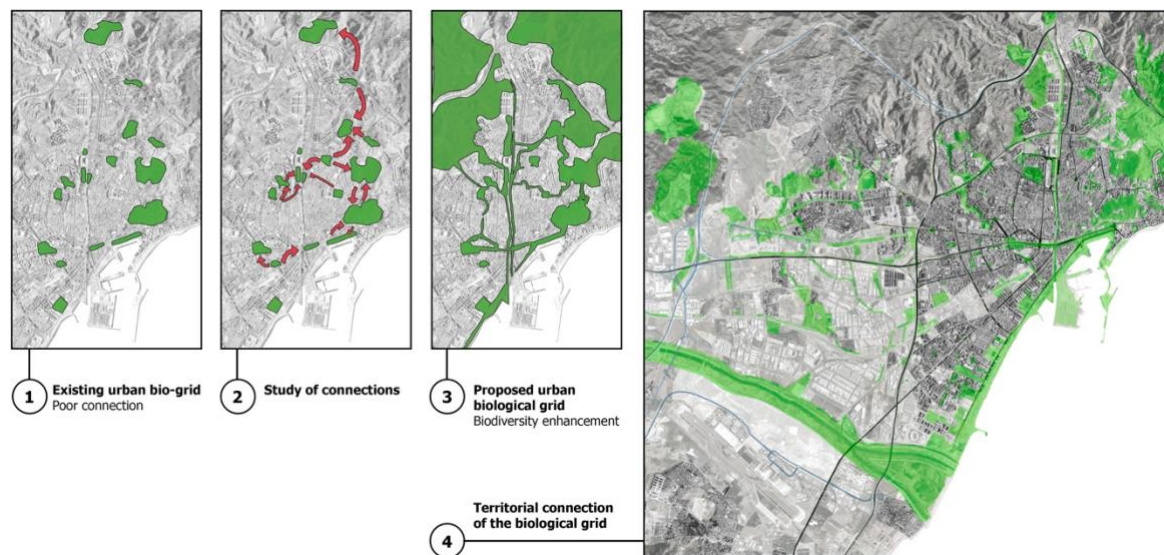 1
Existing urban bio-grid
Poor connection
2
Study of connections
3
Proposed urban
biological grid
Biodiversity enhancement
4
Territorial connection
of the biological grid